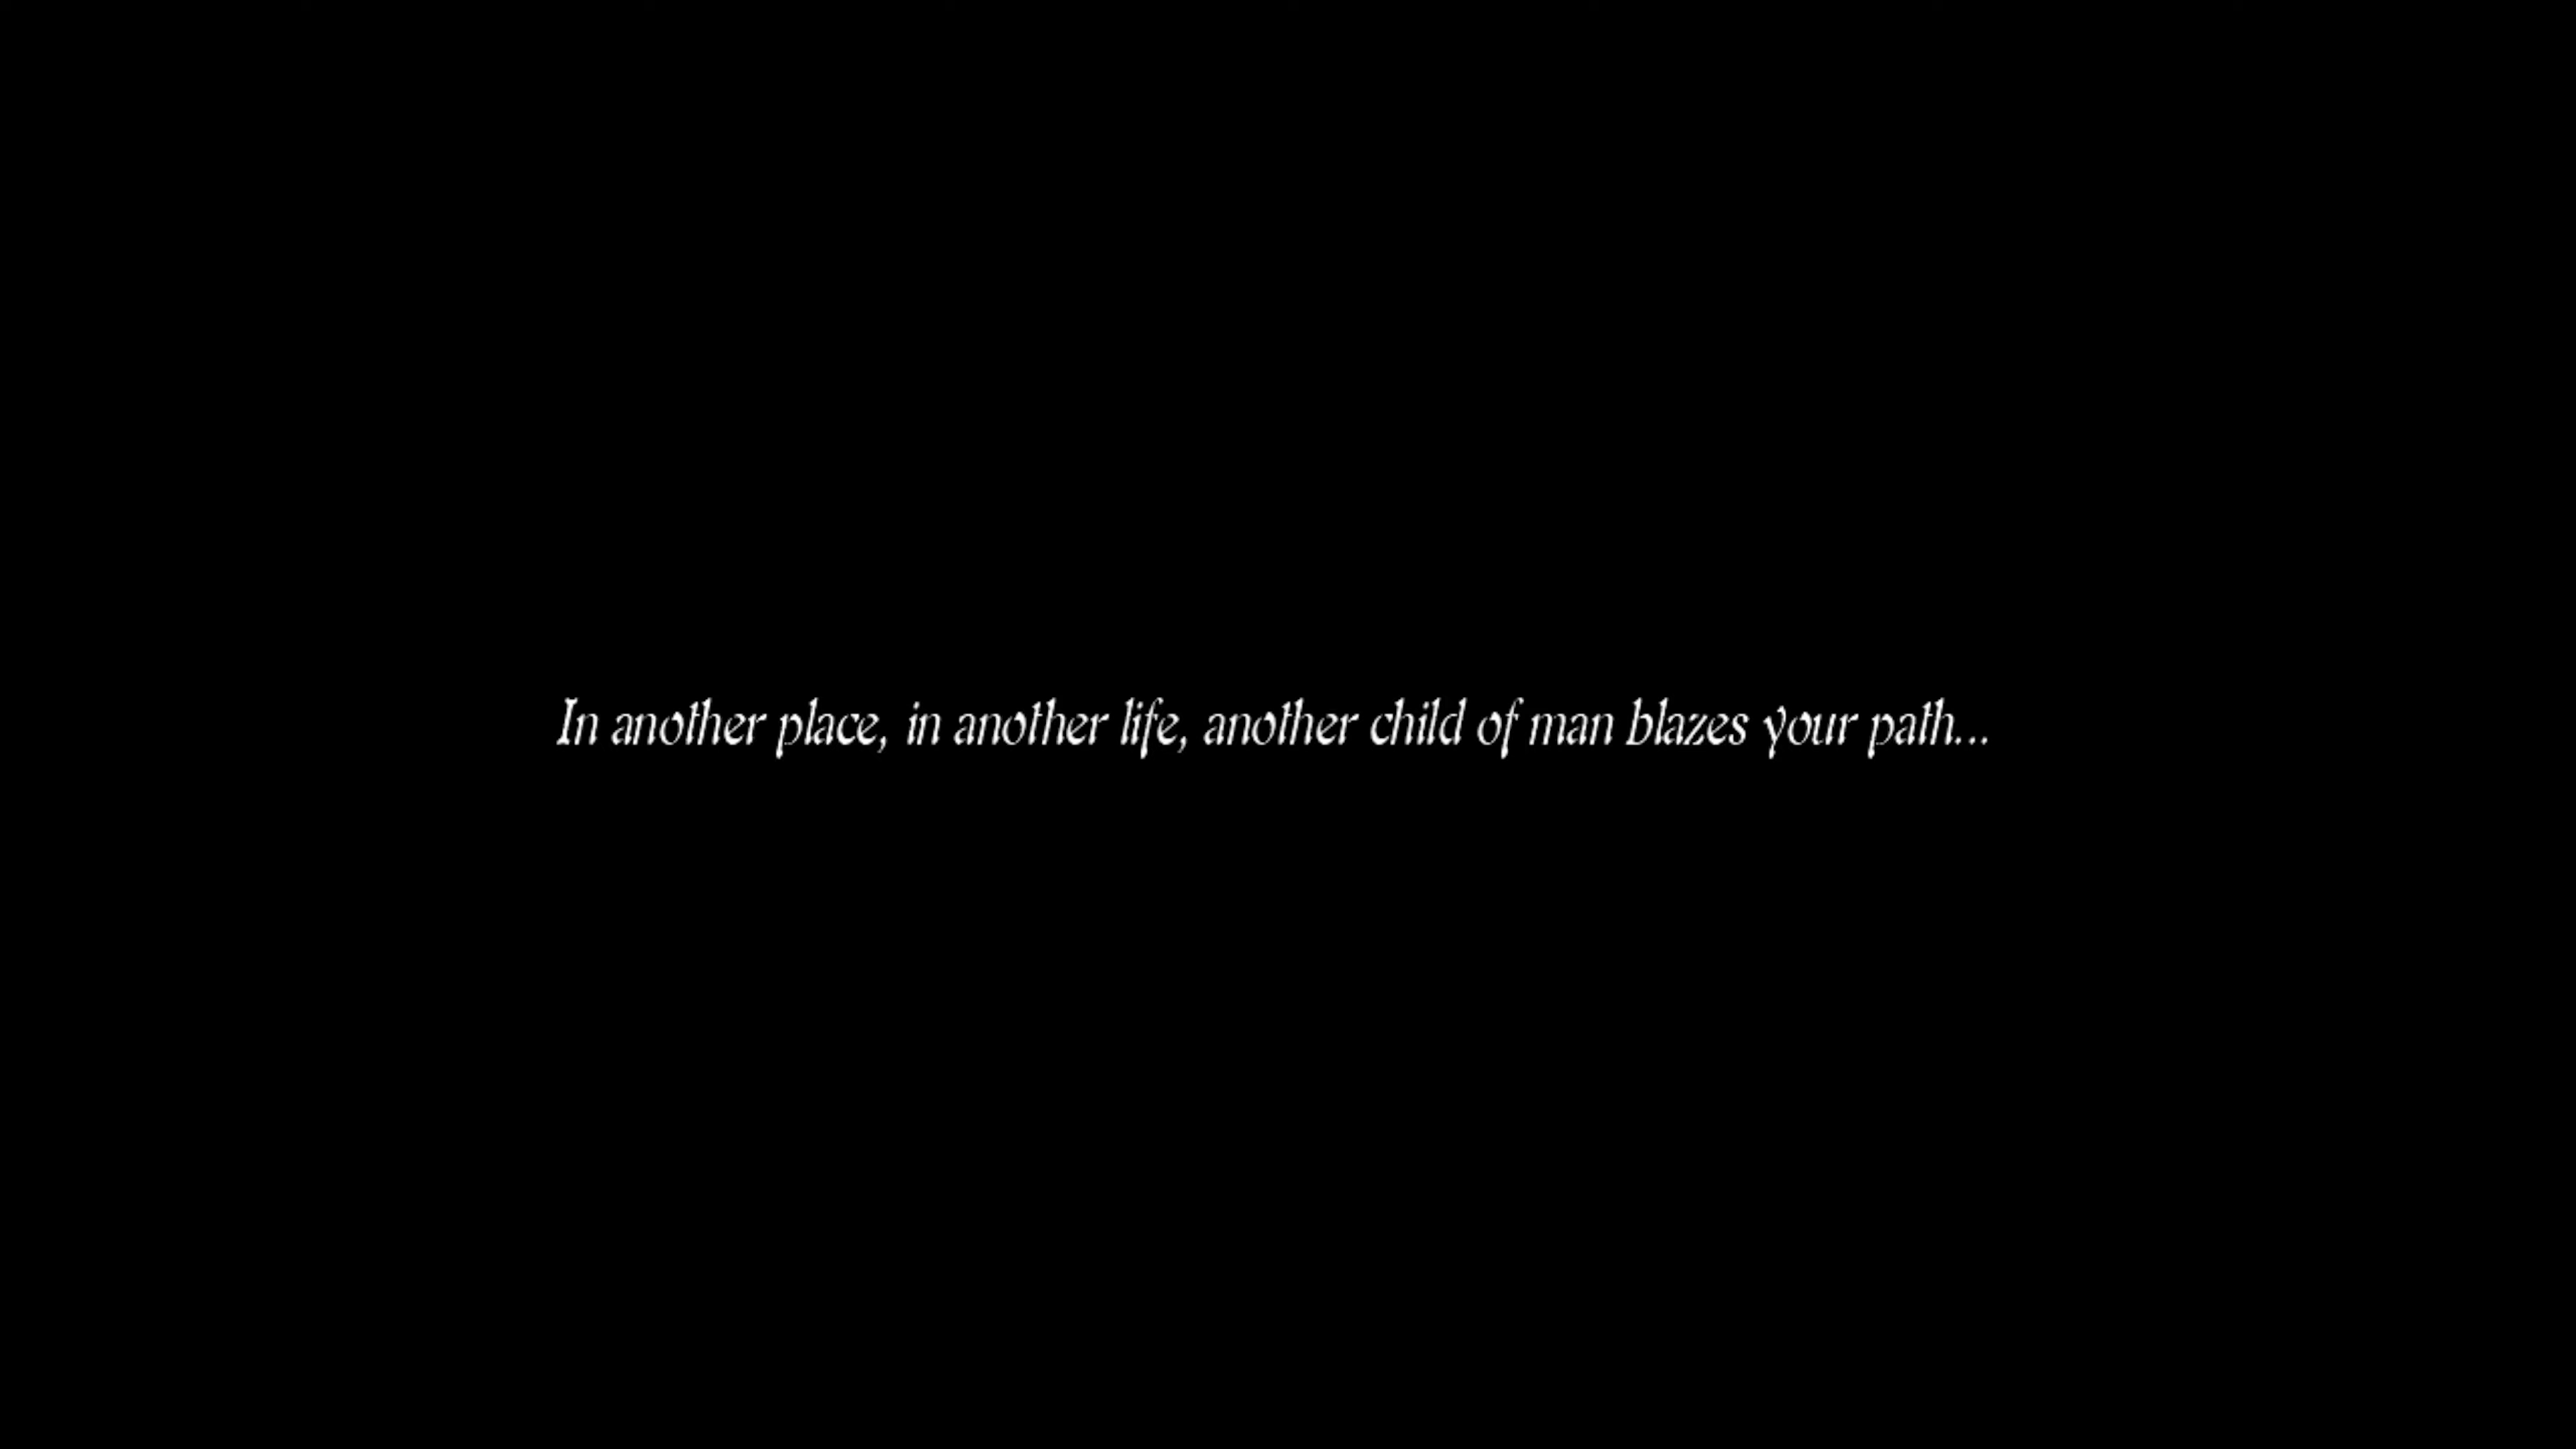 In another place, in another life, another child of man blazes your path...